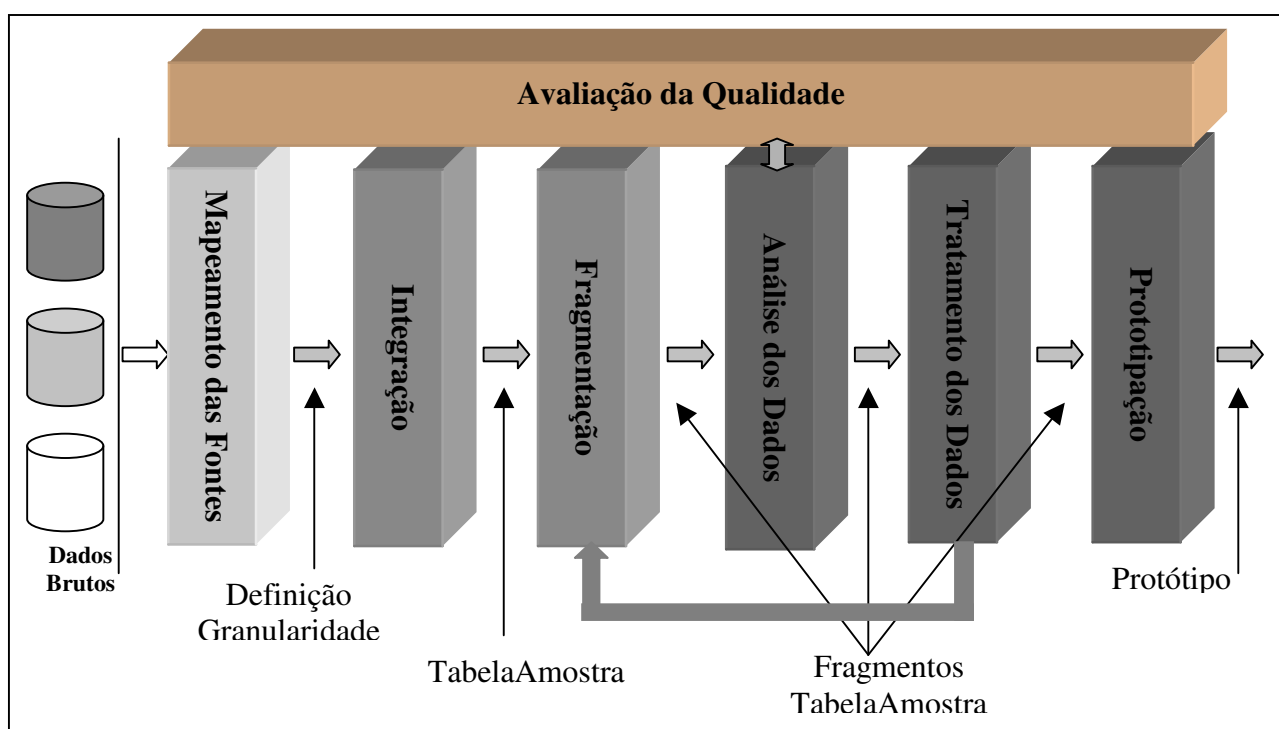 Avaliação da Qualidade
Mapeamento das Fontes
Integração
Fragmentação
Análise dos Dados
Tratamento dos Dados
Prototipação
Dados
Brutos
Definição
Granularidade
TabelaAmostra
Fragmentos
TabelaAmostra
Protótipo